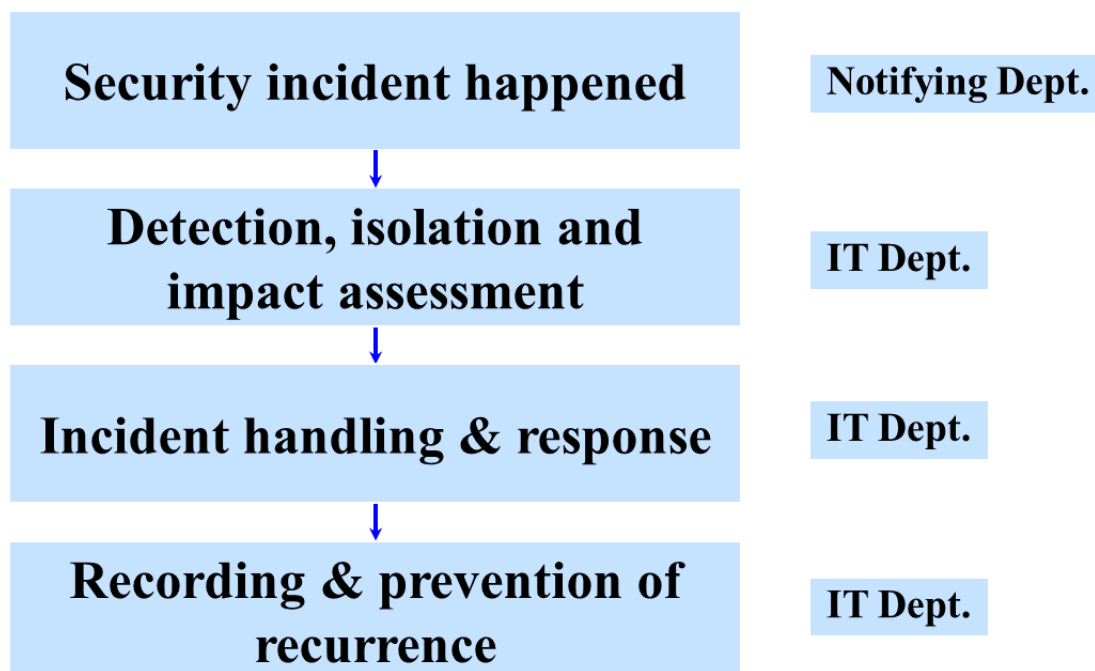 Security incident happened
Notifying Dept.
Detection, isolation and
impact assessment
IT Dept.
Incident handling & response
IT Dept.
Recording & prevention of
recurrence
IT Dept.